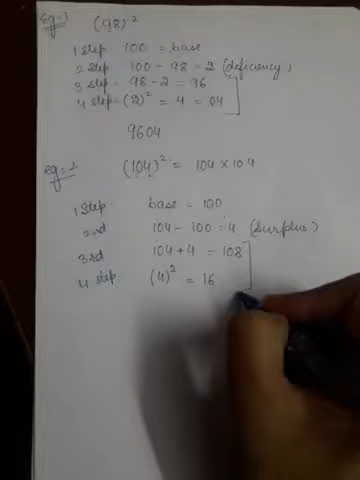 Eg=1 (98)²
1 step 100 = base
2 step 100 - 98 = 2 (deficiency)
3 step = 98 - 2 = 96
4 step = (2)² = 4 = 04
9604
eg=2 (104)² = 104 × 104
1 step. base = 100
2nd 104 - 100 = 4 (Surplus)
3rd 104 + 4 = 108
4 step. (4)² = 16